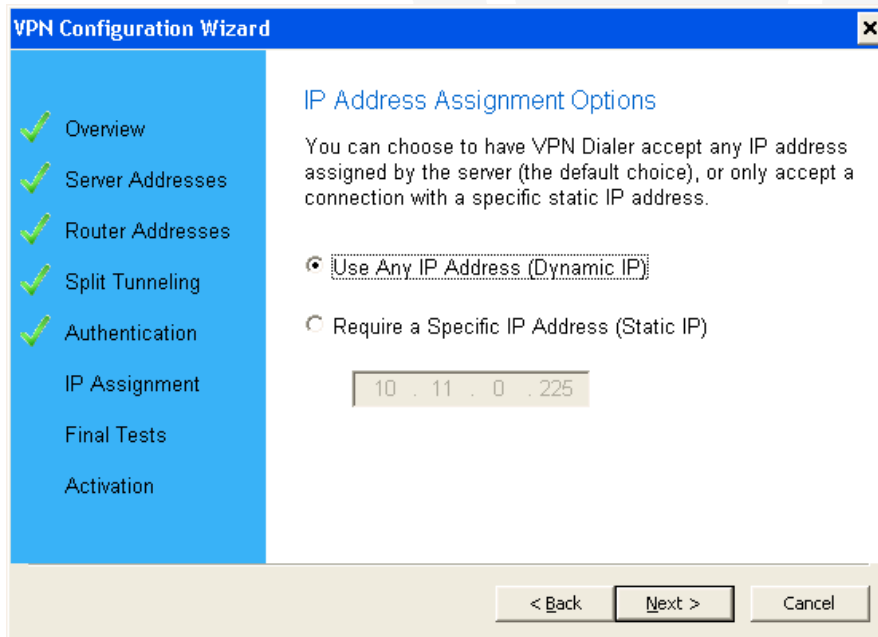 VPN Configuration Wizard
Overview
Server Addresses
Router Addresses
Split Tunneling
Authentication
IP Assignment
Final Tests
Activation
IP Address Assignment Options
You can choose to have VPN Dialer accept any IP address
assigned by the server (the default choice), or only accept a
connection with a specific static IP address.
Use Any IP Address (Dynamic IP)
Require a Specific IP Address (Static IP)
10 . 11 . 0 . 225
< Back
Next >
Cancel